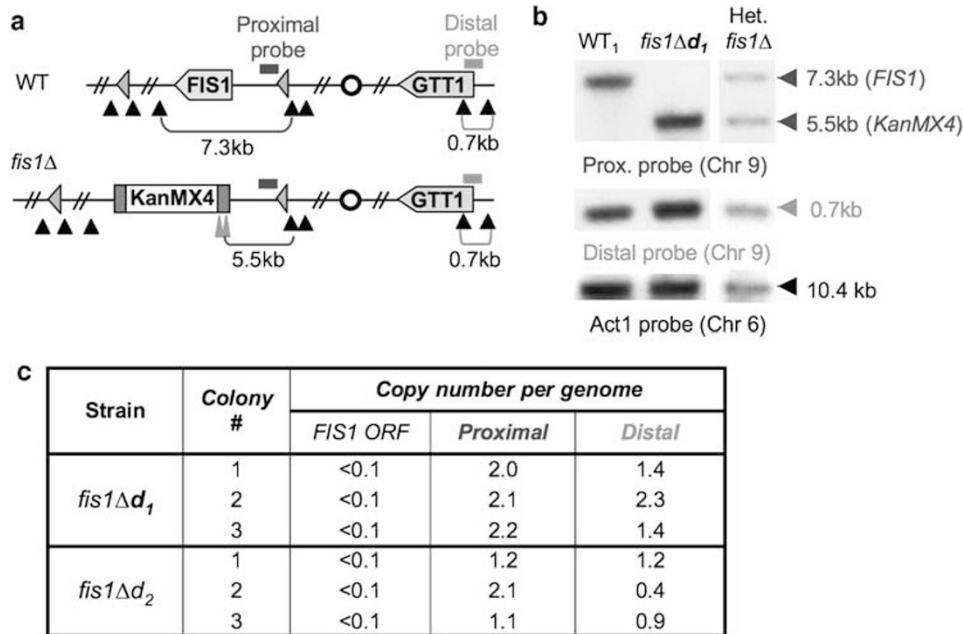 a
Proximal
probe
Distal
probe
WT
FIS1
GTT1
7.3kb
0.7kb
fis1Δ
KanMX4
GTT1
5.5kb
0.7kb
b
WT1 fis1Δd1 Het. fis1Δ
7.3kb (FIS1)
5.5kb (KanMX4)
Prox. probe (Chr 9)
0.7kb
Distal probe (Chr 9)
10.4 kb
Act1 probe (Chr 6)
c
Strain Colony # Copy number per genome
FIS1 ORF Proximal Distal
fis1Δd1
1 <0.1 2.0 1.4
2 <0.1 2.1 2.3
3 <0.1 2.2 1.4
fis1Δd2
1 <0.1 1.2 1.2
2 <0.1 2.1 0.4
3 <0.1 1.1 0.9